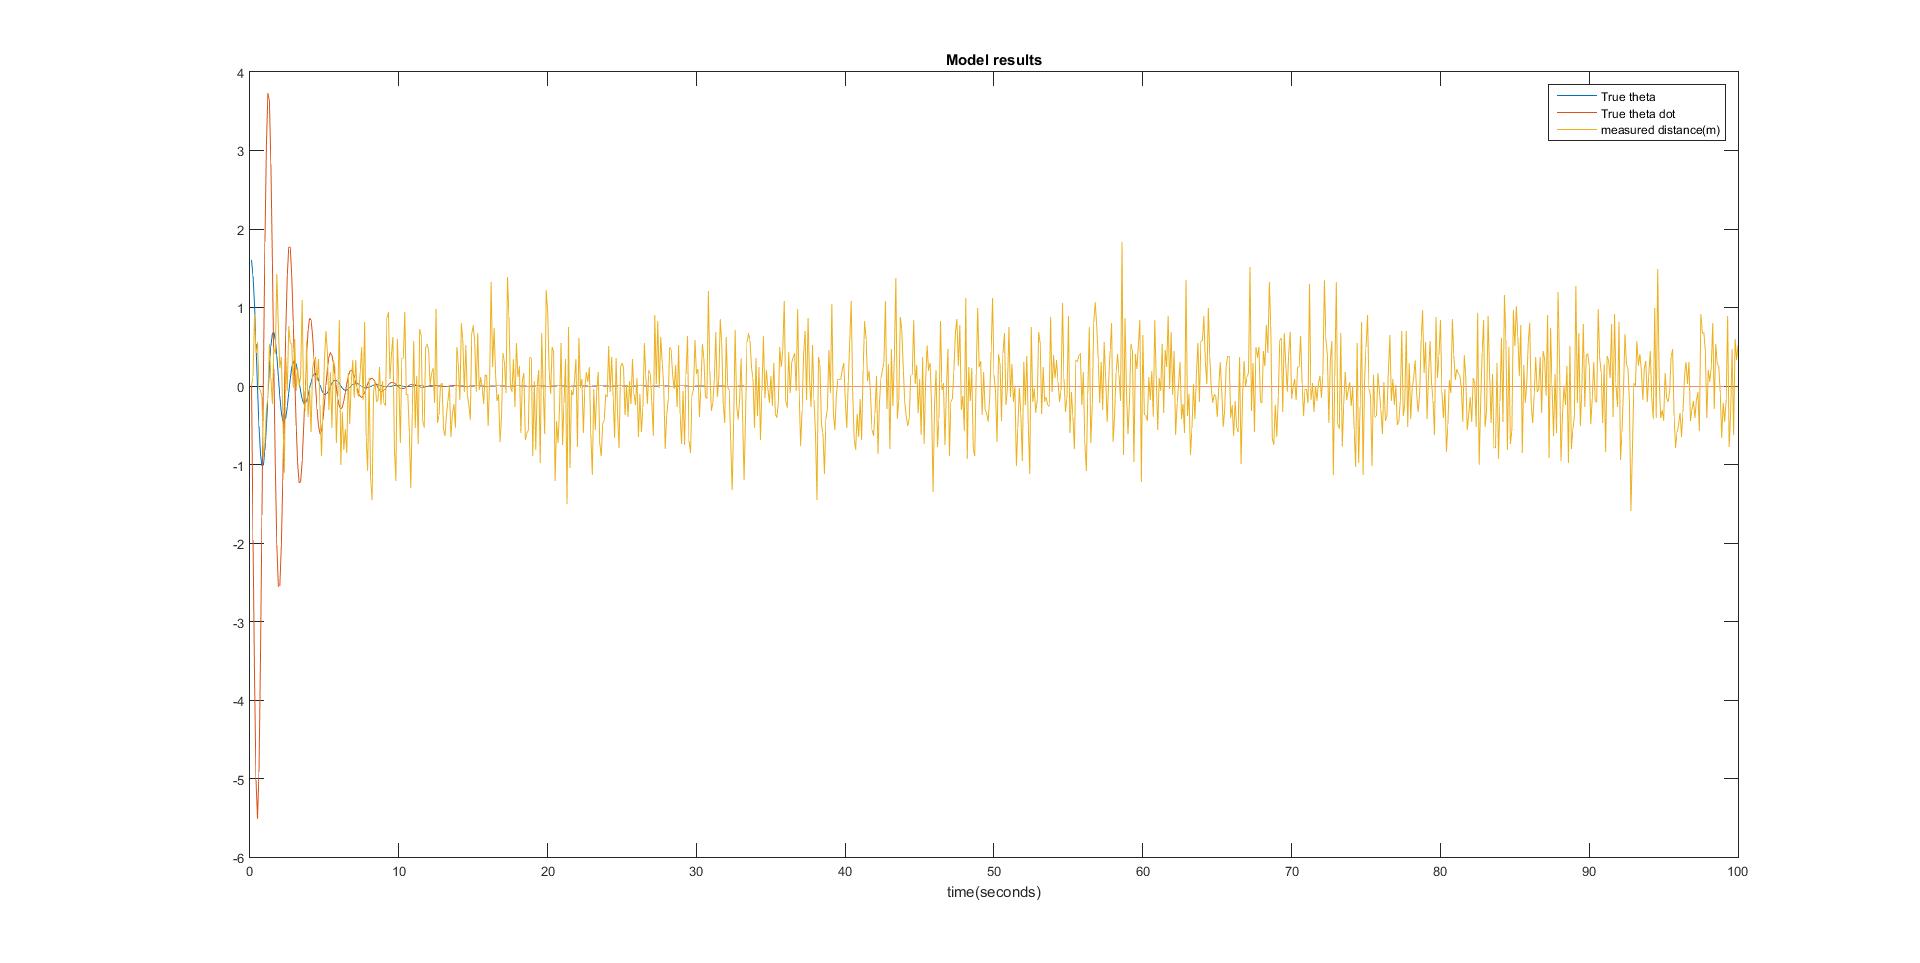 Model results
True theta
True theta dot
measured distance(m)
4
3
2
1
0
-1
-2
-3
-4
-5
-6
0 10 20 30 40 50 60 70 80 90 100
time(seconds)